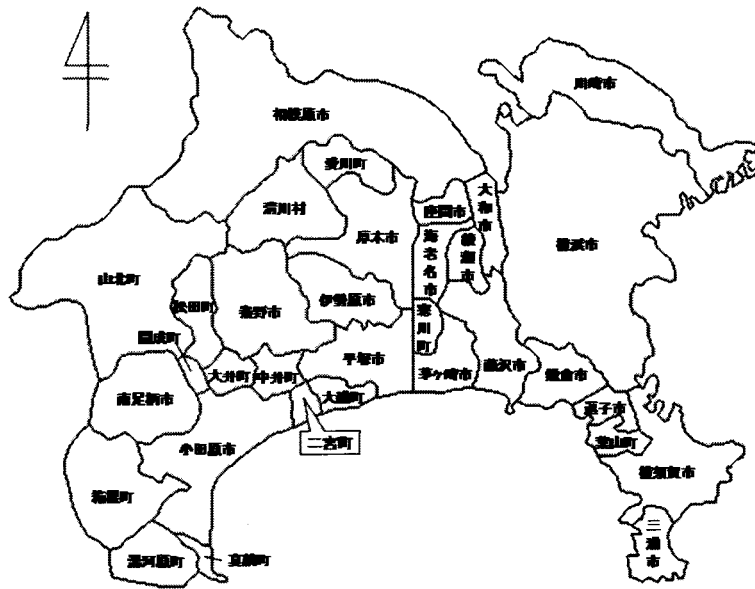 川崎市
相模原市
愛川町
清川村
座間市
大和市
厚木市
海老名市
綾瀬市
横浜市
山北町
松田町
秦野市
伊勢原市
寒川町
開成町
大井町
中井町
平塚市
茅ヶ崎市
藤沢市
鎌倉市
南足柄市
大磯町
逗子市
二宮町
葉山町
小田原市
横須賀市
箱根町
三浦市
湯河原町
真鶴町